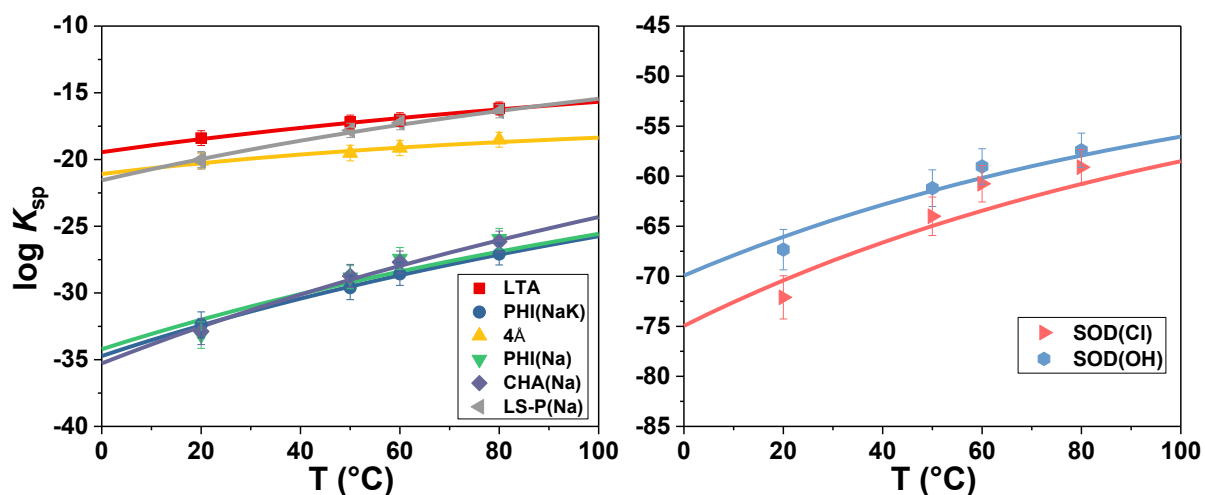 log Ksp
-10
-15
-20
-25
-30
-35
-40
0
20
40
60
80
100
T (°C)
LTA
PHI(NaK)
4Å
PHI(Na)
CHA(Na)
LS-P(Na)
-45
-50
-55
-60
-65
-70
-75
-80
-85
0
20
40
60
80
100
T (°C)
SOD(Cl)
SOD(OH)